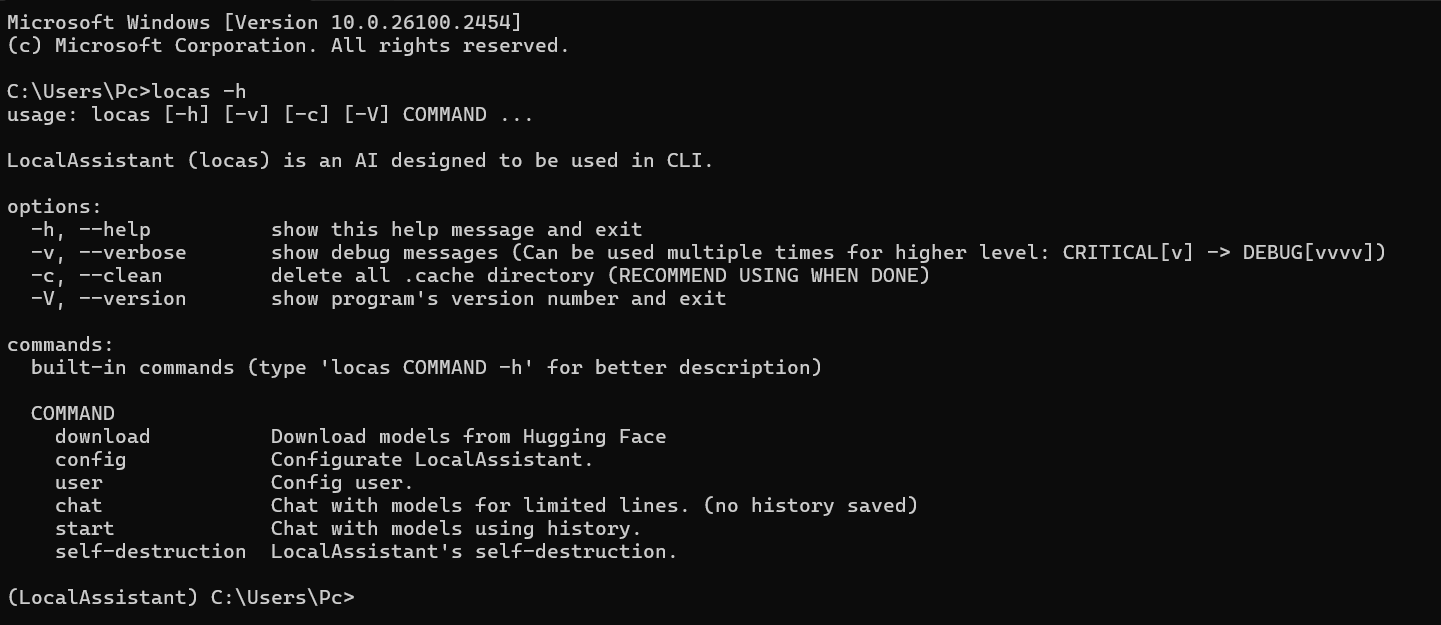 Microsoft Windows [Version 10.0.26100.2454]
(c) Microsoft Corporation. All rights reserved.
C:\Users\Pc>locas -h
usage: locas [-h] [-v] [-c] [-V] COMMAND ...
LocalAssistant (locas) is an AI designed to be used in CLI.
options:
-h, --help show this help message and exit
-v, --verbose show debug messages (Can be used multiple times for higher level: CRITICAL[v] -> DEBUG[vvvv])
-c, --clean delete all .cache directory (RECOMMEND USING WHEN DONE)
-V, --version show program's version number and exit
commands:
built-in commands (type 'locas COMMAND -h' for better description)
COMMAND
download Download models from Hugging Face
config Configurate LocalAssistant.
user Config user.
chat Chat with models for limited lines. (no history saved)
start Chat with models using history.
self-destruction LocalAssistant's self-destruction.
(LocalAssistant) C:\Users\Pc>